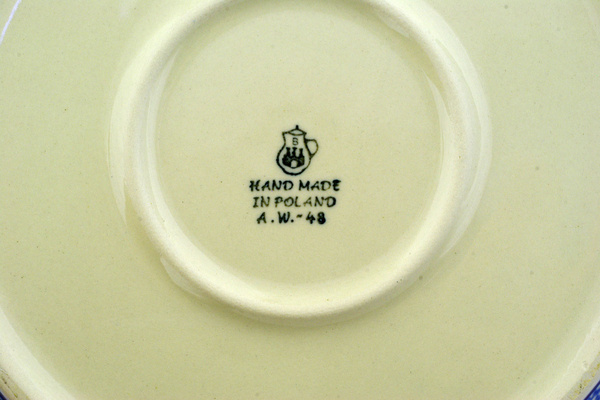 B
HAND MADE
IN POLAND
A.W.-48